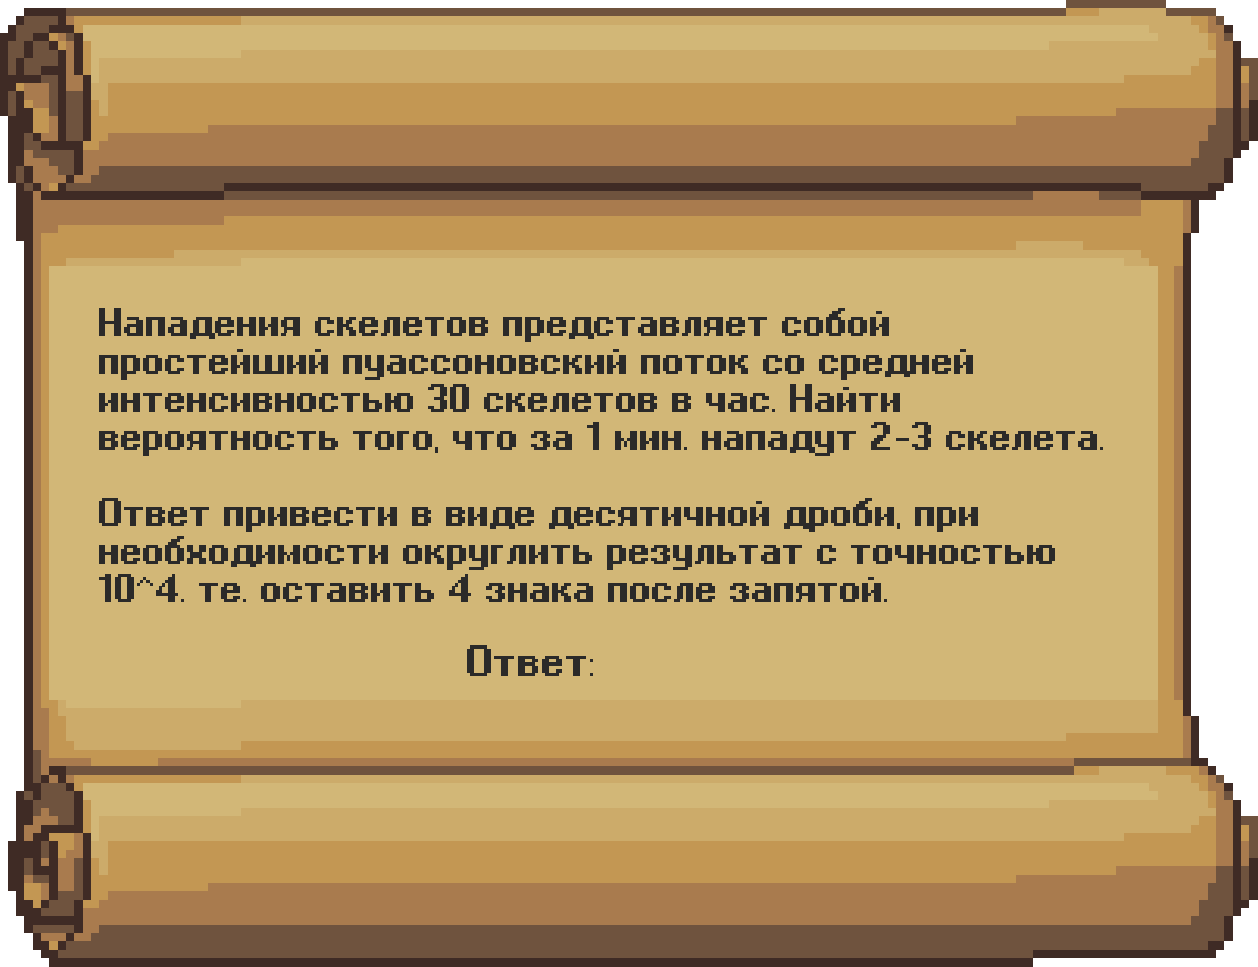 Нападения скелетов представляет собой
простейший пуассоновский поток со средней
интенсивностью 30 скелетов в час. Найти
вероятность того, что за 1 мин. нападут 2-3 скелета.
Ответ привести в виде десятичной дроби, при
необходимости округлить результат с точностью
10^4. те. оставить 4 знака после запятой.
Ответ: